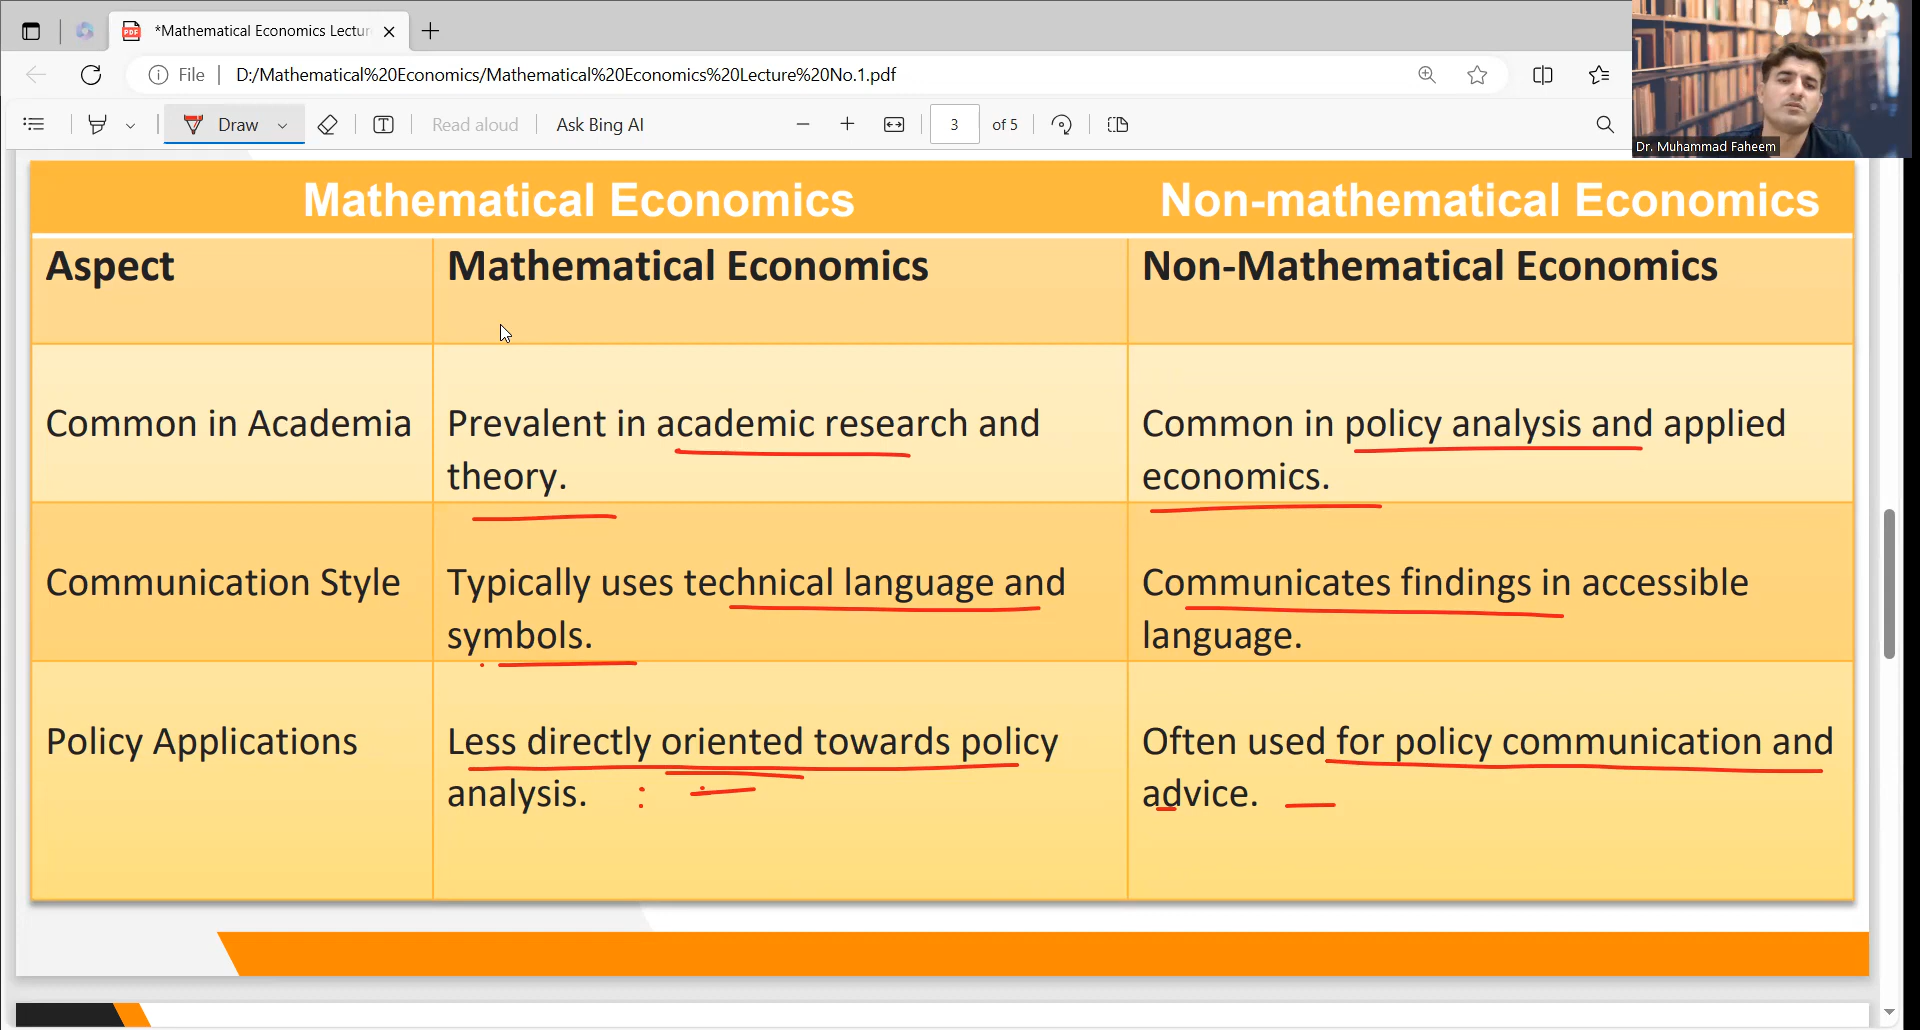 *Mathematical Economics Lectur
File
D:/Mathematical%20Economics/Mathematical%20Economics%20Lecture%20No.1.pdf
Draw
Read aloud
Ask Bing AI
3
of 5
Dr. Muhammad Faheem
Mathematical Economics
Non-mathematical Economics
Aspect
Mathematical Economics
Non-Mathematical Economics
Common in Academia
Prevalent in academic research and
theory.
Common in policy analysis and applied
economics.
Communication Style
Typically uses technical language and
symbols.
Communicates findings in accessible
language.
Policy Applications
Less directly oriented towards policy
analysis.
Often used for policy communication and
advice.